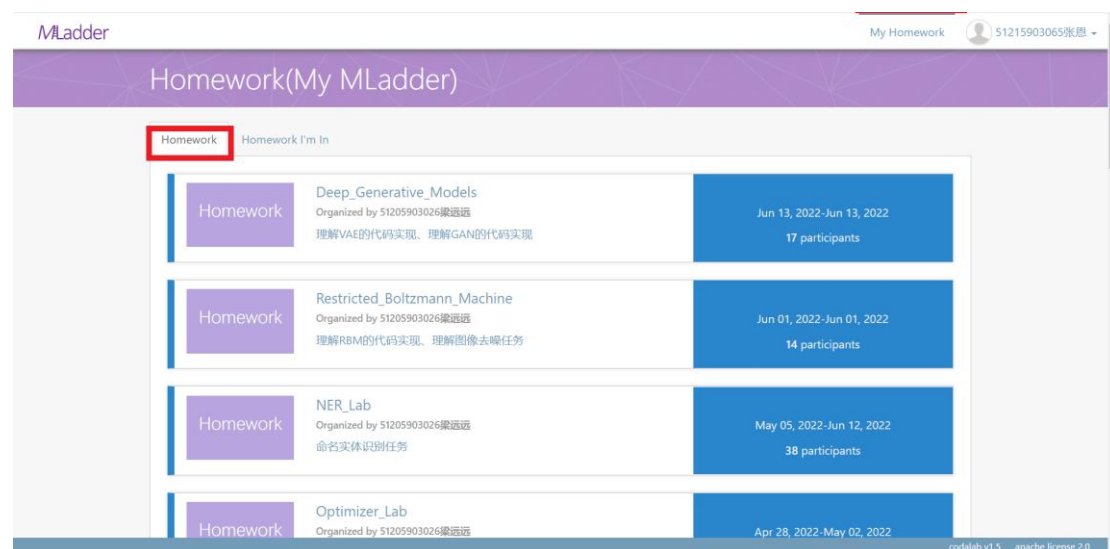 MLadder
My Homework
51215903065张恩
Homework(My MLadder)
Homework
Homework I'm In
Homework
Deep_Generative_Models
Organized by 51205903026梁远远
理解VAE的代码实现、理解GAN的代码实现
Jun 13, 2022-Jun 13, 2022
17 participants
Homework
Restricted_Boltzmann_Machine
Organized by 51205903026梁远远
理解RBM的代码实现、理解图像去噪任务
Jun 01, 2022-Jun 01, 2022
14 participants
Homework
NER_Lab
Organized by 51205903026梁远远
命名实体识别任务
May 05, 2022-Jun 12, 2022
38 participants
Homework
Optimizer_Lab
Organized by 51205903026梁远远
Apr 28, 2022-May 02, 2022
codalab v1.5 apache license 2.0